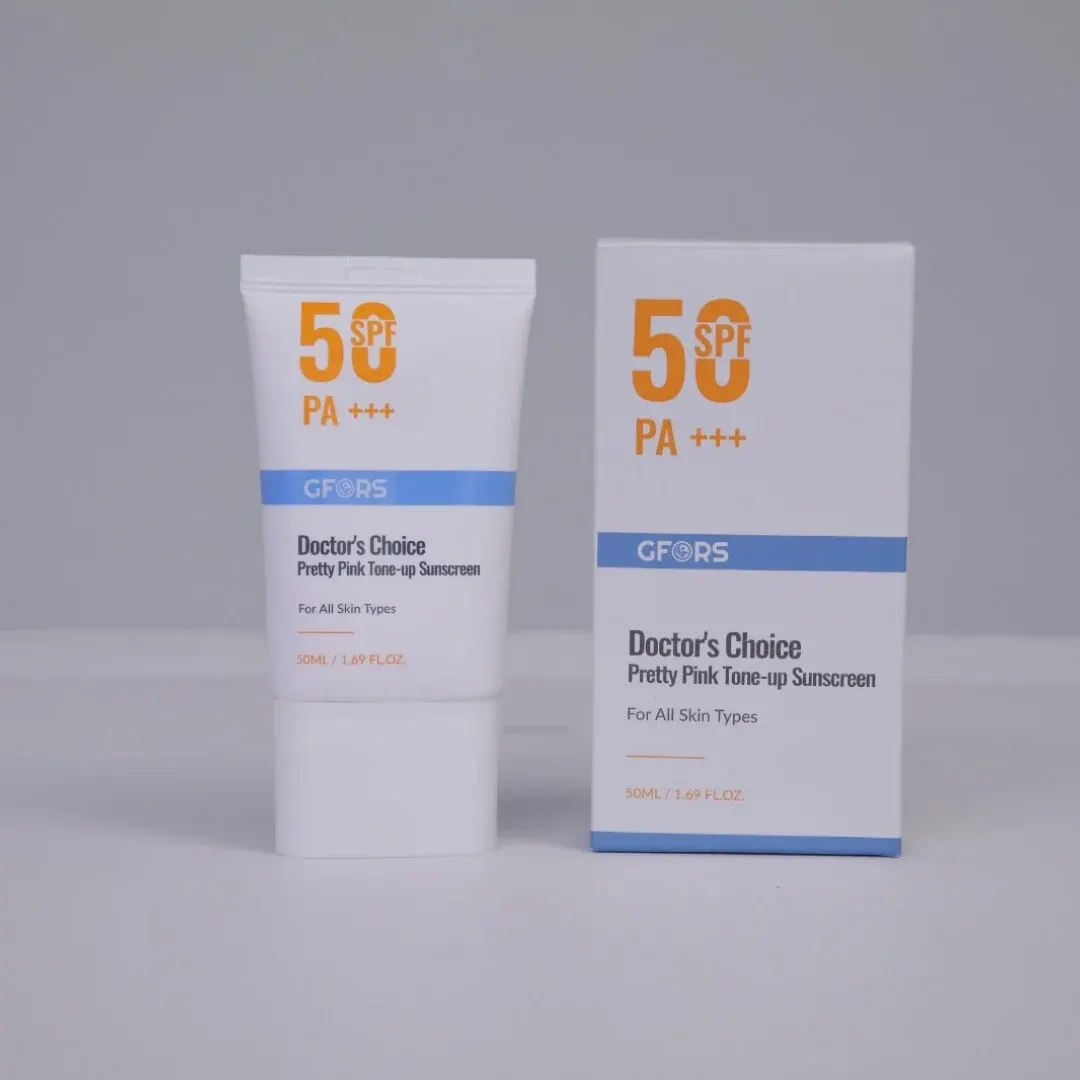 50
SPF
PA +++
GFORS
Doctor's Choice
Pretty Pink Tone-up Sunscreen
For All Skin Types
50ML / 1.69 FL.OZ.
50
SPF
PA +++
GFORS
Doctor's Choice
Pretty Pink Tone-up Sunscreen
For All Skin Types
50ML / 1.69 FL.OZ.